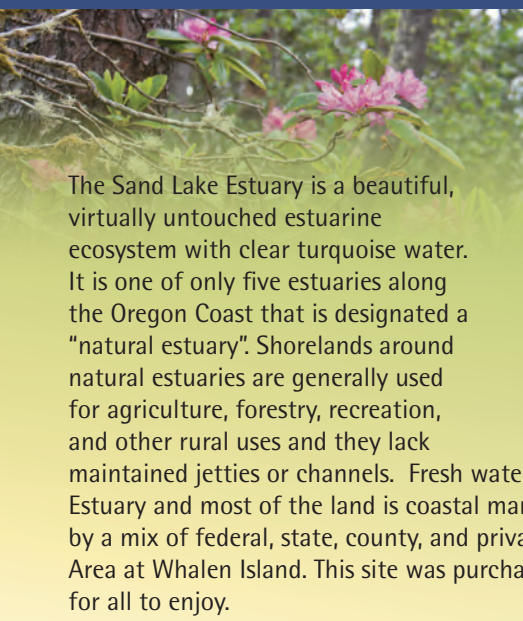 The Sand Lake Estuary is a beautiful,
virtually untouched estuarine
ecosystem with clear turquoise water.
It is one of only five estuaries along
the Oregon Coast that is designated a
"natural estuary". Shorelands around
natural estuaries are generally used
for agriculture, forestry, recreation,
and other rural uses and they lack
maintained jetties or channels.  Fresh
Estuary and most of the land is coastal
by a mix of federal, state, county, and
Area at Whalen Island. This site was
for all to enjoy.